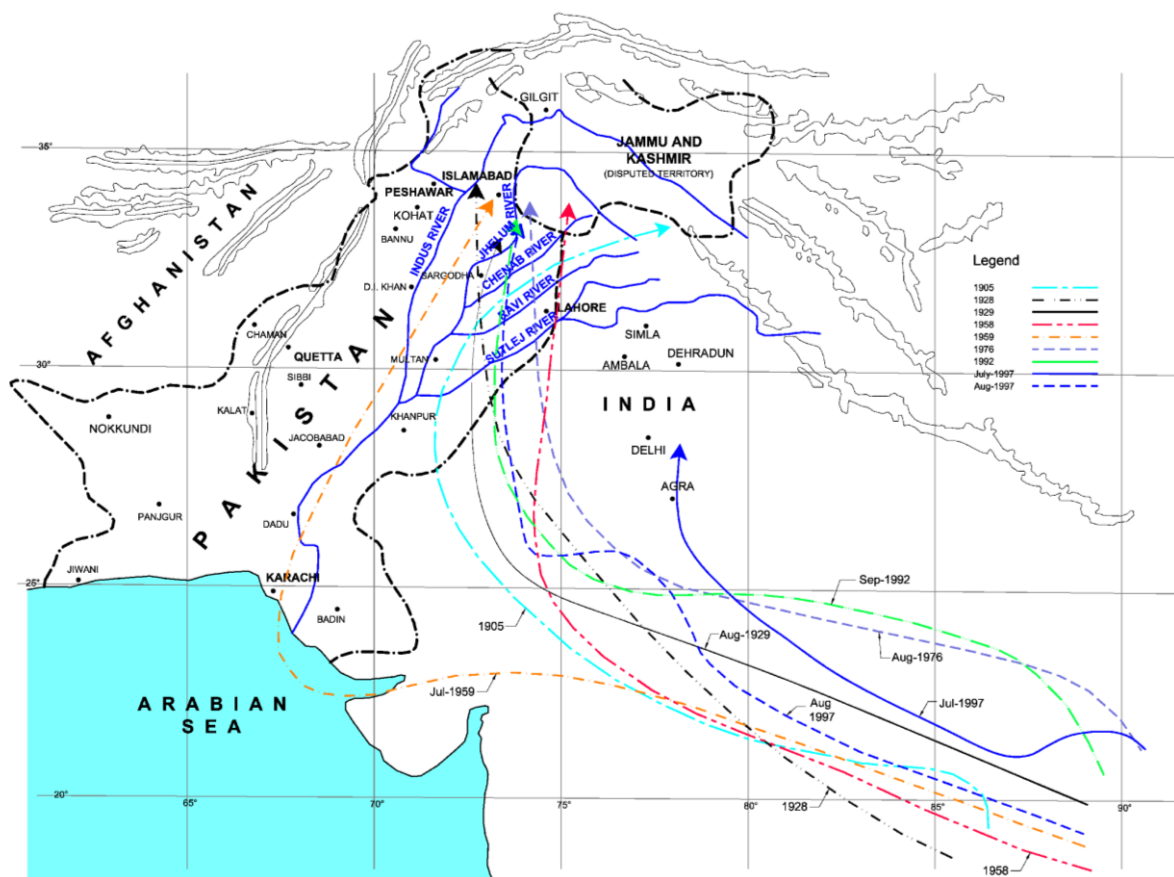 GILGIT
35°
JAMMU AND
KASHMIR
(DISPUTED TERRITORY)
ISLAMABAD
PESHAWAR
KOHAT
BANNU
INDUS RIVER
JHELUM RIVER
CHENAB RIVER
SARGODHA
D.I. KHAN
RAVI RIVER
LAHORE
SUTLEJ RIVER
AFGHANISTAN
CHAMAN
QUETTA
MULTAN
SIMLA
AMBALA
DEHRADUN
30°
SIBBI
KALAT
KHANPUR
NOKKUNDI
JACOBABAD
INDIA
DELHI
PAKISTAN
PANJGUR
DADU
AGRA
JIWANI
25°
KARACHI
BADIN
Legend
1905
1928
1929
1958
1959
1976
1992
July-1997
Aug-1997
Sep-1992
1905
Aug-1929
Aug-1976
Jul-1959
Aug
1997
Jul-1997
ARABIAN
SEA
20°
65°
70°
75°
80°
85°
90°
1928
1958